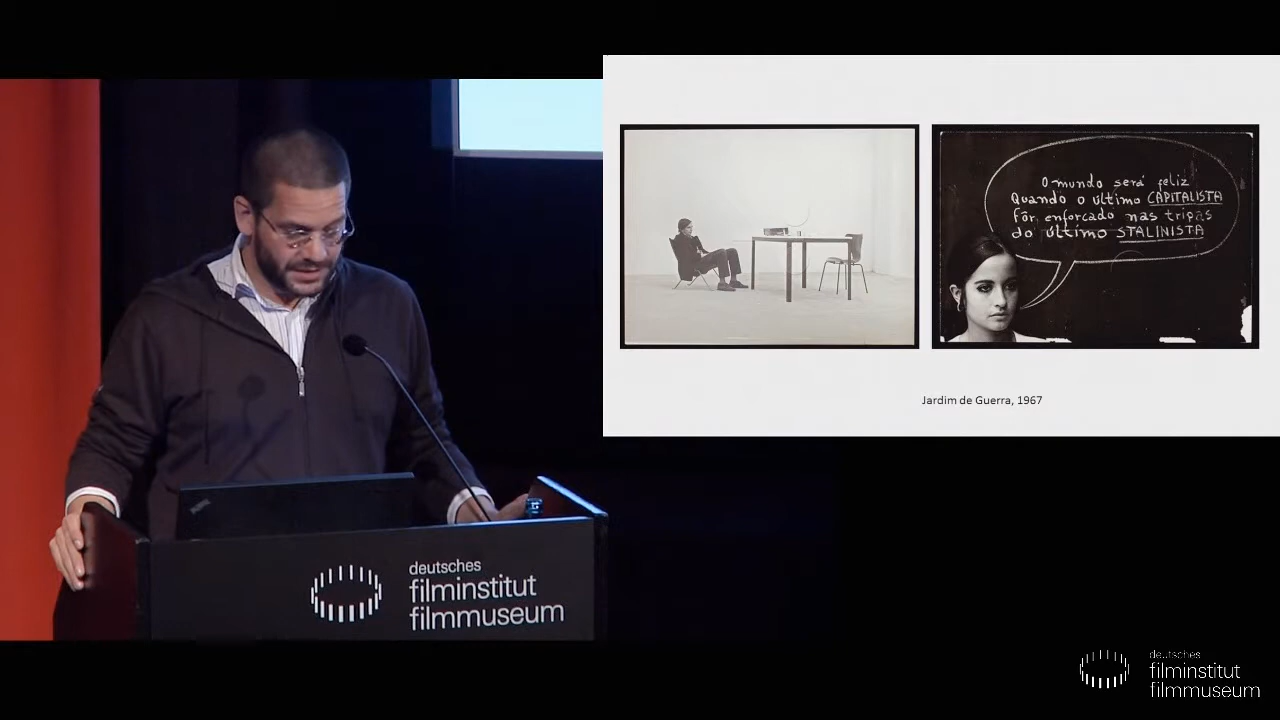 O mundo será feliz
Quando o último CAPITALISTA
fôr enforcado nas tripas
do último STALINISTA
Jardim de Guerra, 1967
deutsches
filminstitut
filmmuseum
deutsches
filminstitut
filmmuseum